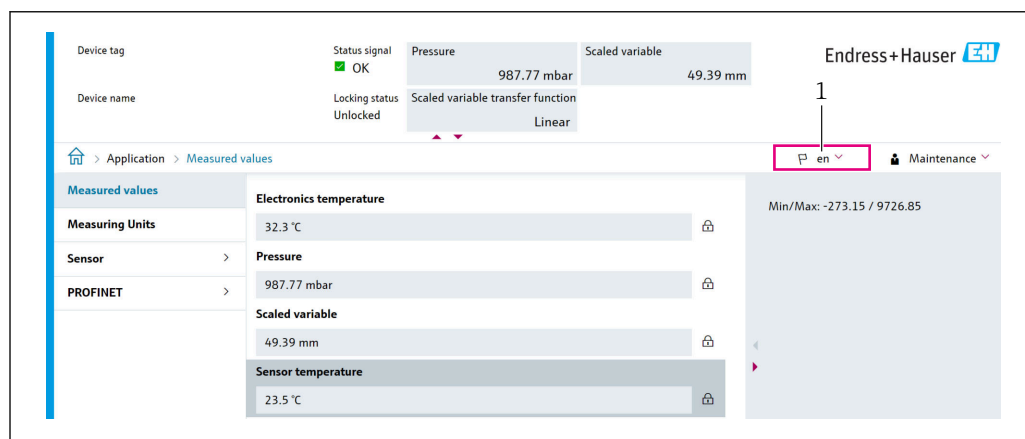 Device tag
Status signal
OK
Pressure
987.77 mbar
Scaled variable
49.39 mm
Endress+Hauser EH
Device name
Locking status
Unlocked
Scaled variable transfer function
Linear
1
> Application > Measured values
en
Maintenance
Measured values
Measuring Units
Sensor >
PROFINET >
Electronics temperature
32.3 °C
Pressure
987.77 mbar
Scaled variable
49.39 mm
Sensor temperature
23.5 °C
Min/Max: -273.15 / 9726.85